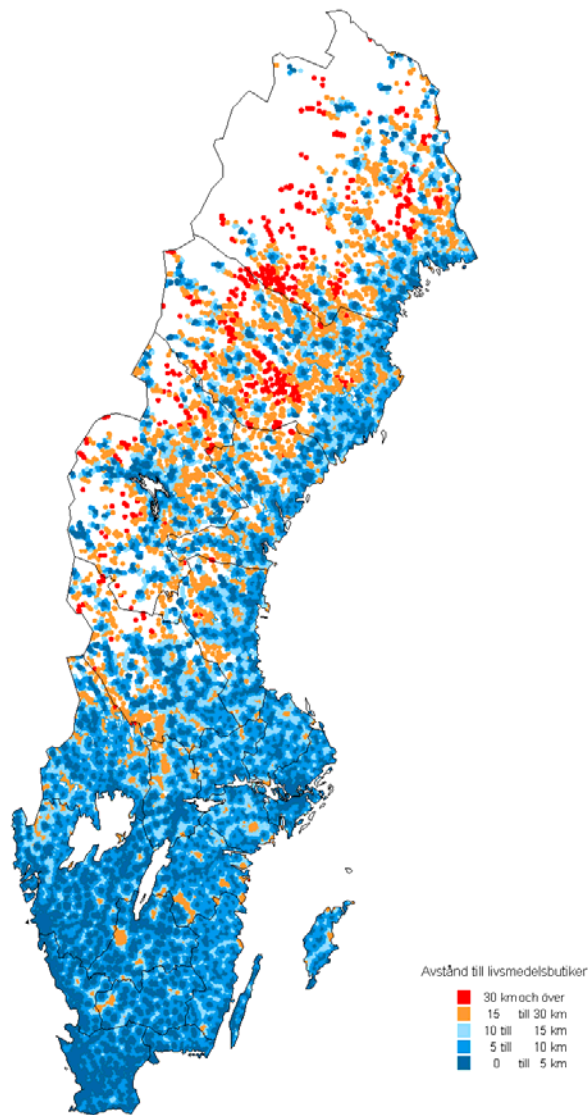 Avstånd till livsmedelsbutiker
30 km och över
15 till 30 km
10 till 15 km
5 till 10 km
0 till 5 km